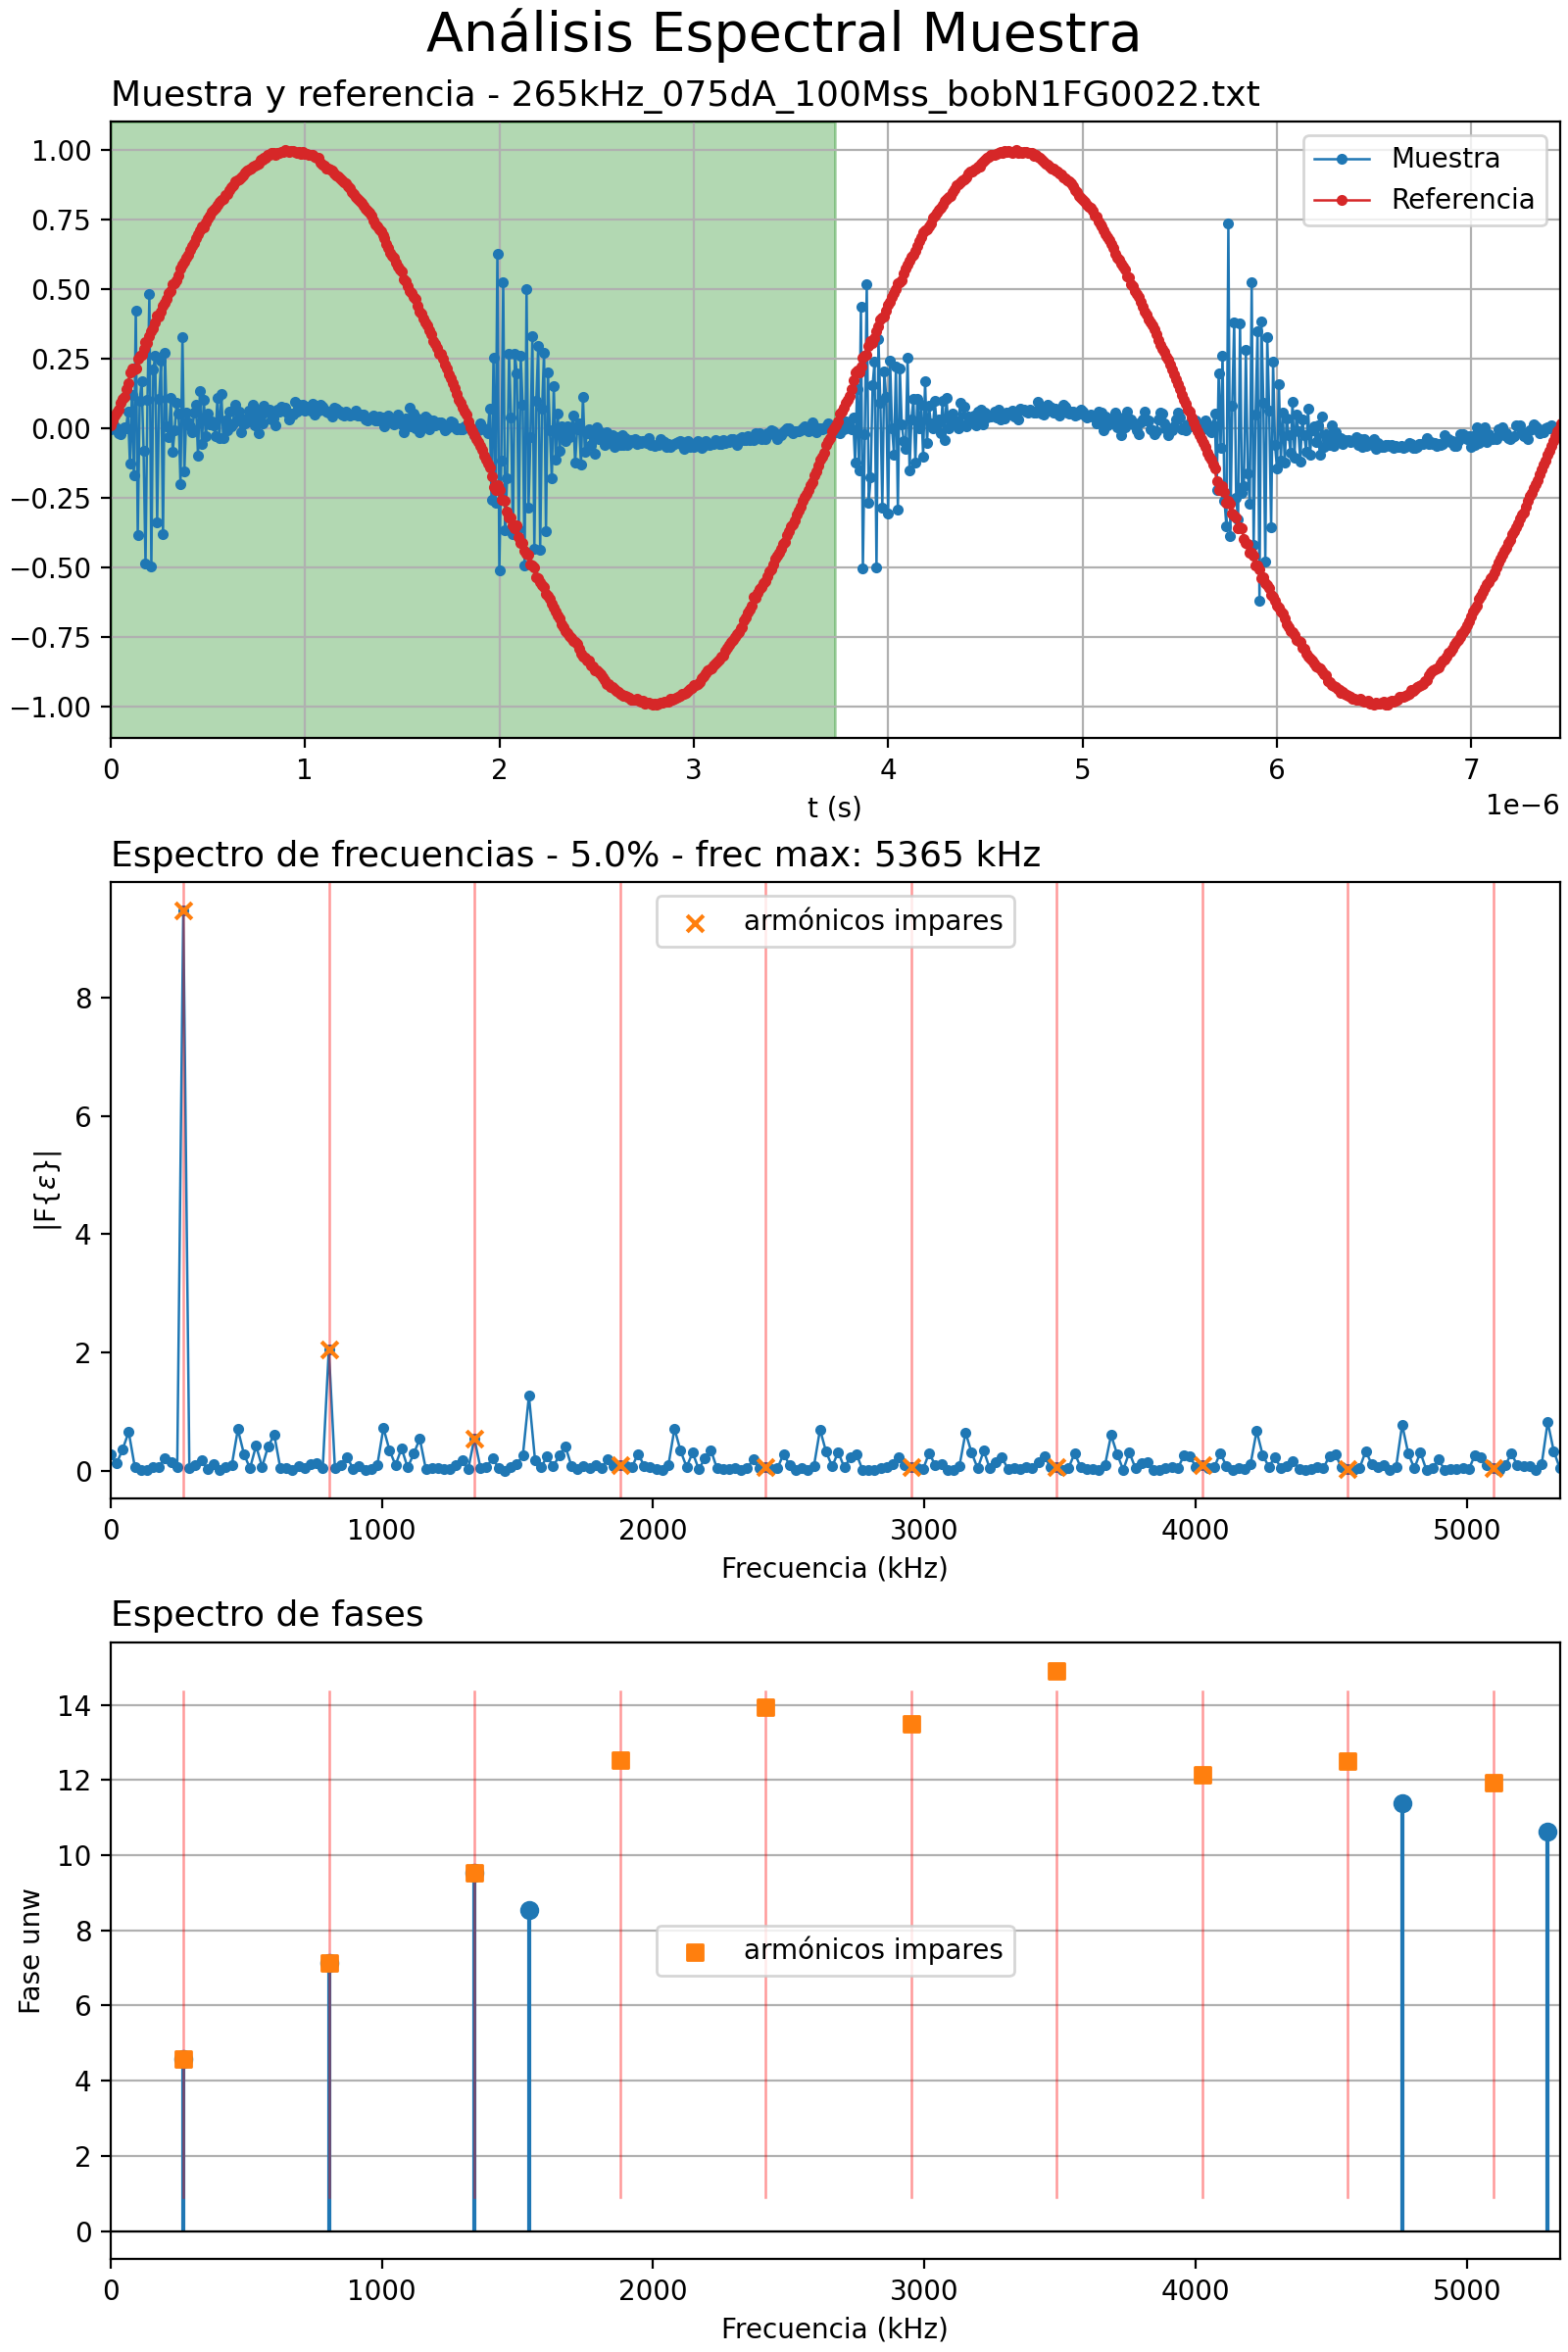 Análisis Espectral Muestra
Muestra y referencia - 265kHz_075dA_100Mss_bobN1FG0022.txt
1.00
0.75
0.50
0.25
0.00
−0.25
−0.50
−0.75
−1.00
Muestra
Referencia
0 1 2 3 4 5 6 7
t (s)
1e−6
Espectro de frecuencias - 5.0% - frec max: 5365 kHz
armónicos impares
8
6
4
2
0
|F{ε}|
0 1000 2000 3000 4000 5000
Frecuencia (kHz)
Espectro de fases
14
12
10
8
6
4
2
0
Fase unw
armónicos impares
0 1000 2000 3000 4000 5000
Frecuencia (kHz)